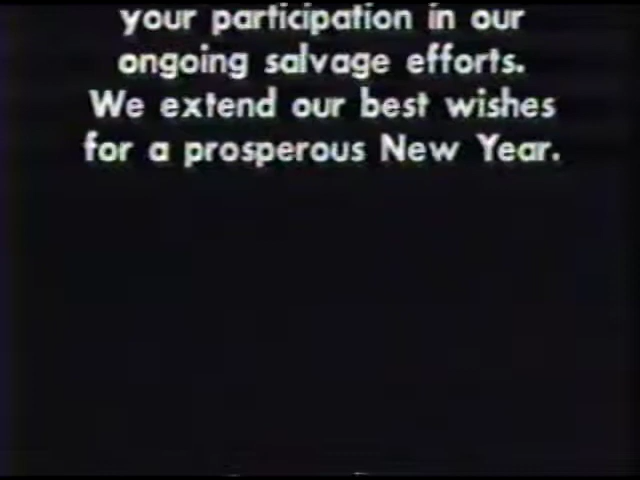 your participation in our
ongoing salvage efforts.
We extend our best wishes
for a prosperous New Year.